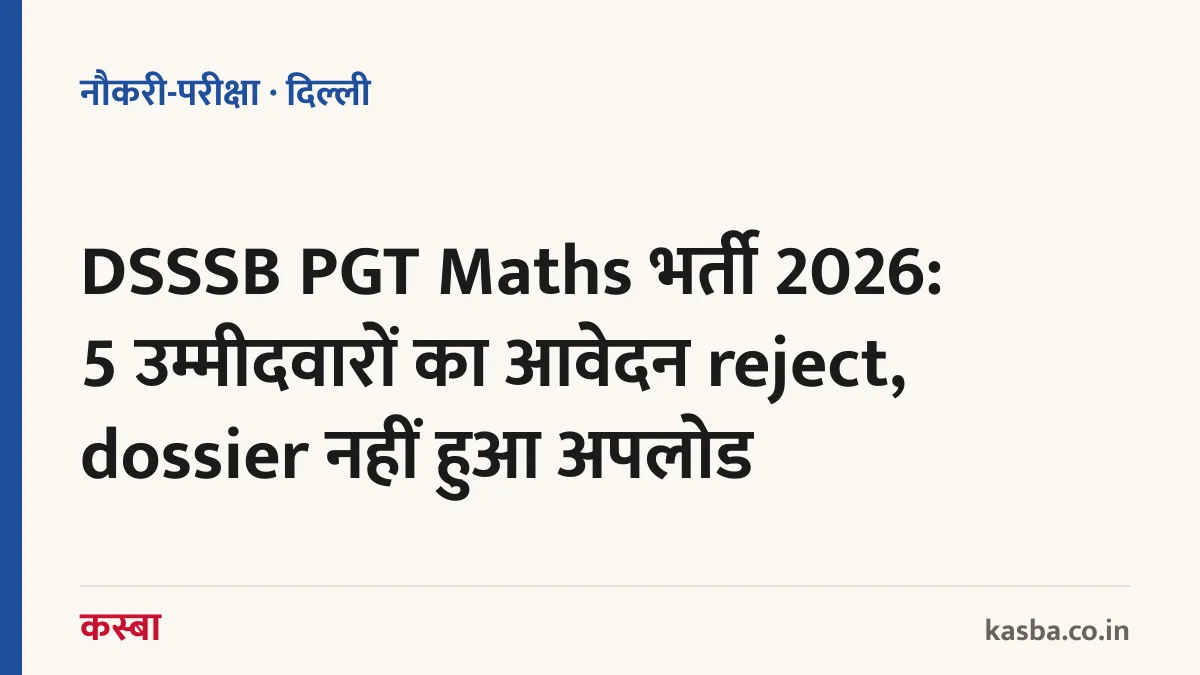 नौकरी-परीक्षा · दिल्ली
DSSSB PGT Maths भर्ती 2026:
5 उम्मीदवारों का आवेदन reject,
dossier नहीं हुआ अपलोड
कस्बा
kasba.co.in